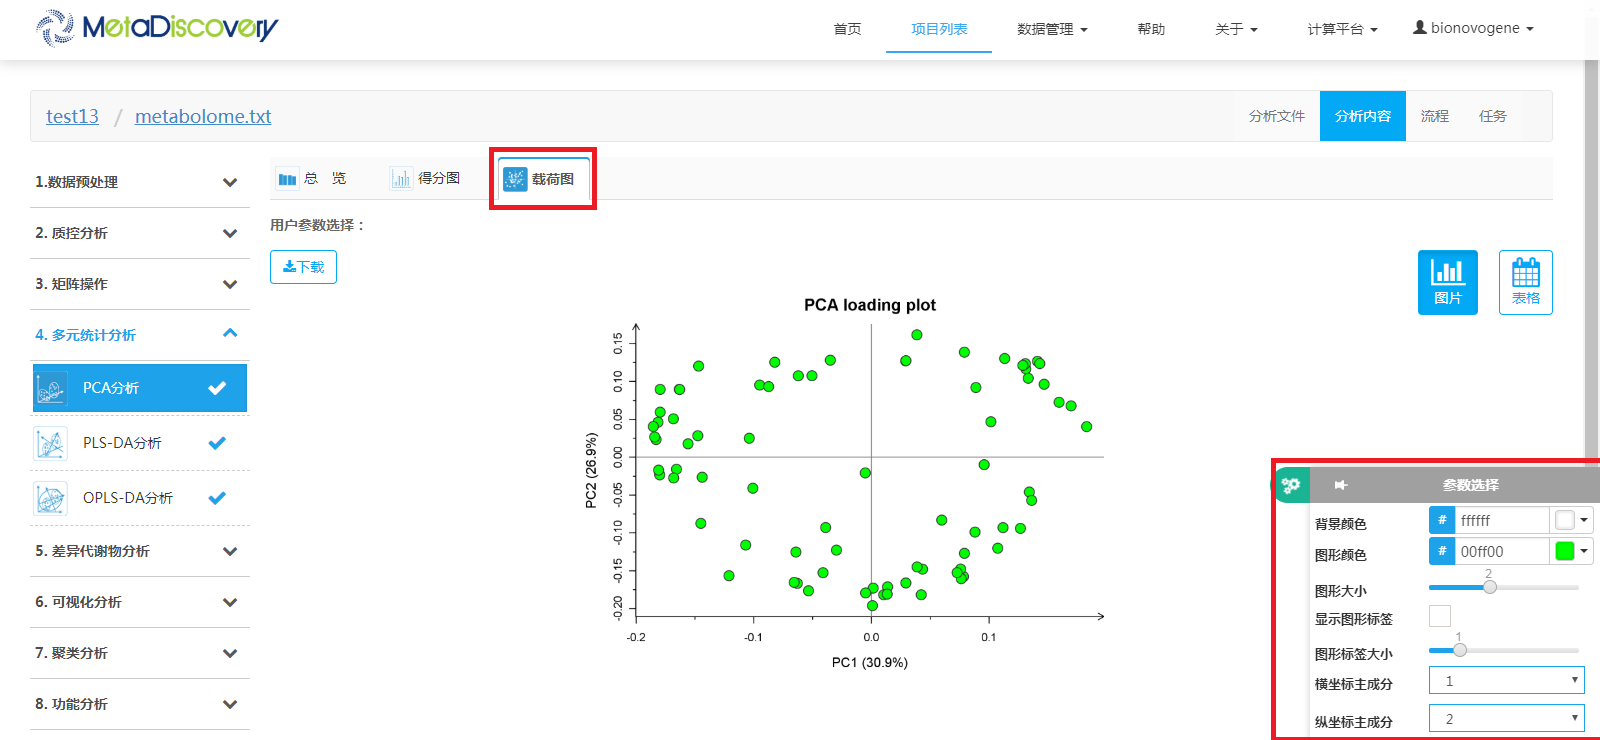 MetaDiscovery
首页 项目列表 数据管理 帮助 关于 计算平台 bionovogene
test13 / metabolome.txt
分析文件 分析内容 流程 任务
1.数据预处理
2. 质控分析
3. 矩阵操作
4. 多元统计分析
PCA分析
PLS-DA分析
OPLS-DA分析
5. 差异代谢物分析
6. 可视化分析
7. 聚类分析
8. 功能分析
总 览 得分图 载荷图
用户参数选择：
下载
图片 表格
PCA loading plot
0.15
0.10
0.05
0.00
-0.05
-0.10
-0.15
-0.20
PC2 (26.9%)
-0.2 -0.1 0.0 0.1
PC1 (30.9%)
参数选择
背景颜色 # ffffff
图形颜色 # 00ff00
2
图形大小
显示图形标签
1
图形标签大小
横坐标主成分 1
纵坐标主成分 2